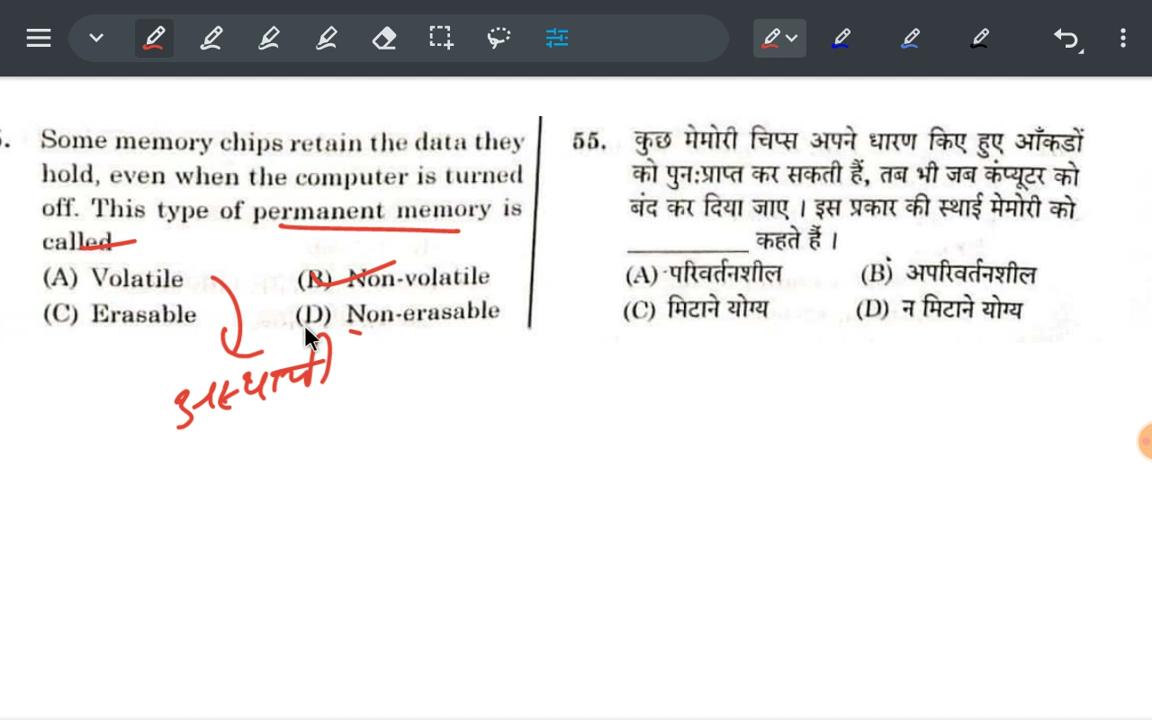 Some memory chips retain the data they
hold, even when the computer is turned
off. This type of permanent memory is
called
(A) Volatile (B) Non-volatile
(C) Erasable (D) Non-erasable
अस्थायी
55. कुछ मेमोरी चिप्स अपने धारण किए हुए आँकडों
को पुन:प्राप्त कर सकती हैं, तब भी जब कंप्यूटर को
बंद कर दिया जाए । इस प्रकार की स्थाई मेमोरी को
__________ कहते हैं ।
(A) परिवर्तनशील (B) अपरिवर्तनशील
(C) मिटाने योग्य (D) न मिटाने योग्य